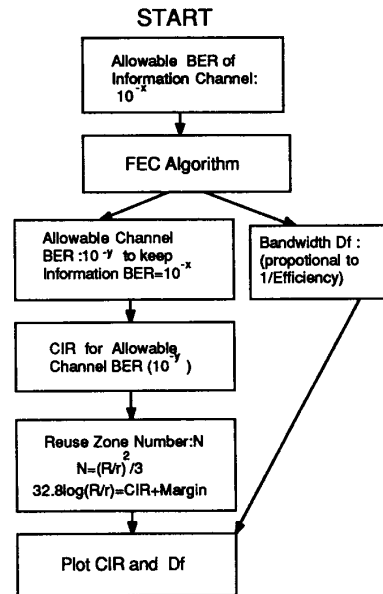 START
Allowable BER of
Information Channel:
10^-x
FEC Algorithm
Allowable Channel
BER :10^-y to keep
Information BER=10^-x
Bandwidth Df :
(propotional to
1/Efficiency)
CIR for Allowable
Channel BER (10^-y )
Reuse Zone Number:N
N=(R/r)^2/3
32.8log(R/r)=CIR+Margin
Plot CIR and Df